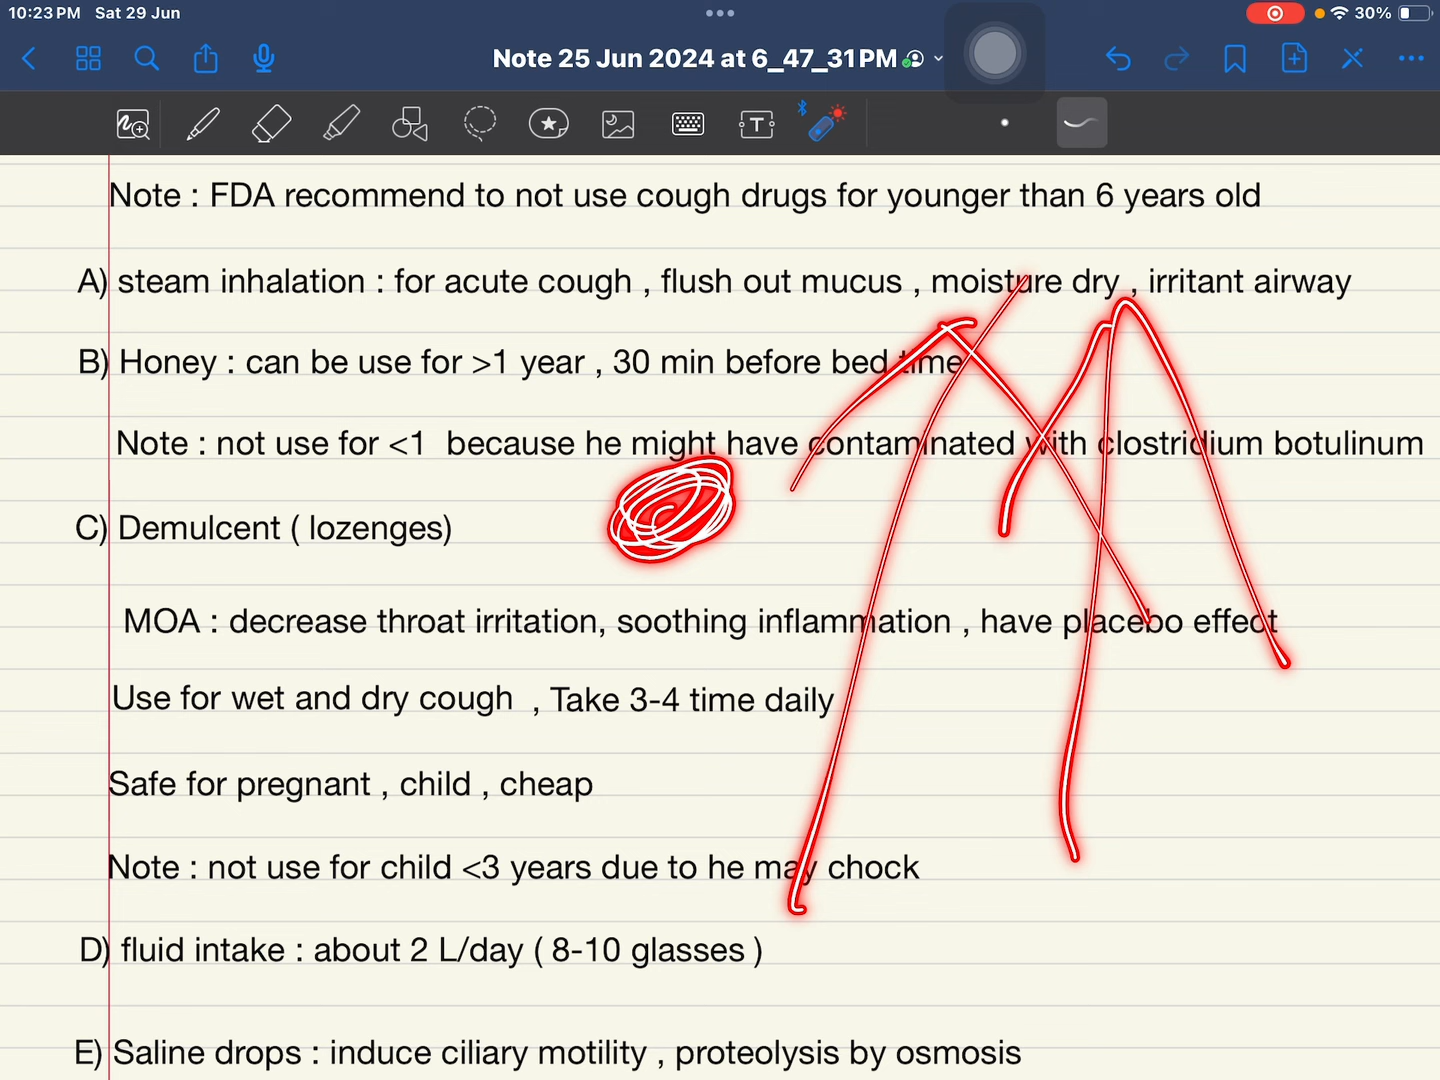 10:23 PM Sat 29 Jun
30%
Note 25 Jun 2024 at 6_47_31 PM
T
Note : FDA recommend to not use cough drugs for younger than 6 years old
A) steam inhalation : for acute cough , flush out mucus , moisture dry , irritant airway
B) Honey : can be use for >1 year , 30 min before bed time
Note : not use for <1 because he might have contaminated with clostridium botulinum
C) Demulcent ( lozenges)
MOA : decrease throat irritation, soothing inflammation , have placebo effect
Use for wet and dry cough , Take 3-4 time daily
Safe for pregnant , child , cheap
Note : not use for child <3 years due to he may chock
D) fluid intake : about 2 L/day ( 8-10 glasses )
E) Saline drops : induce ciliary motility , proteolysis by osmosis